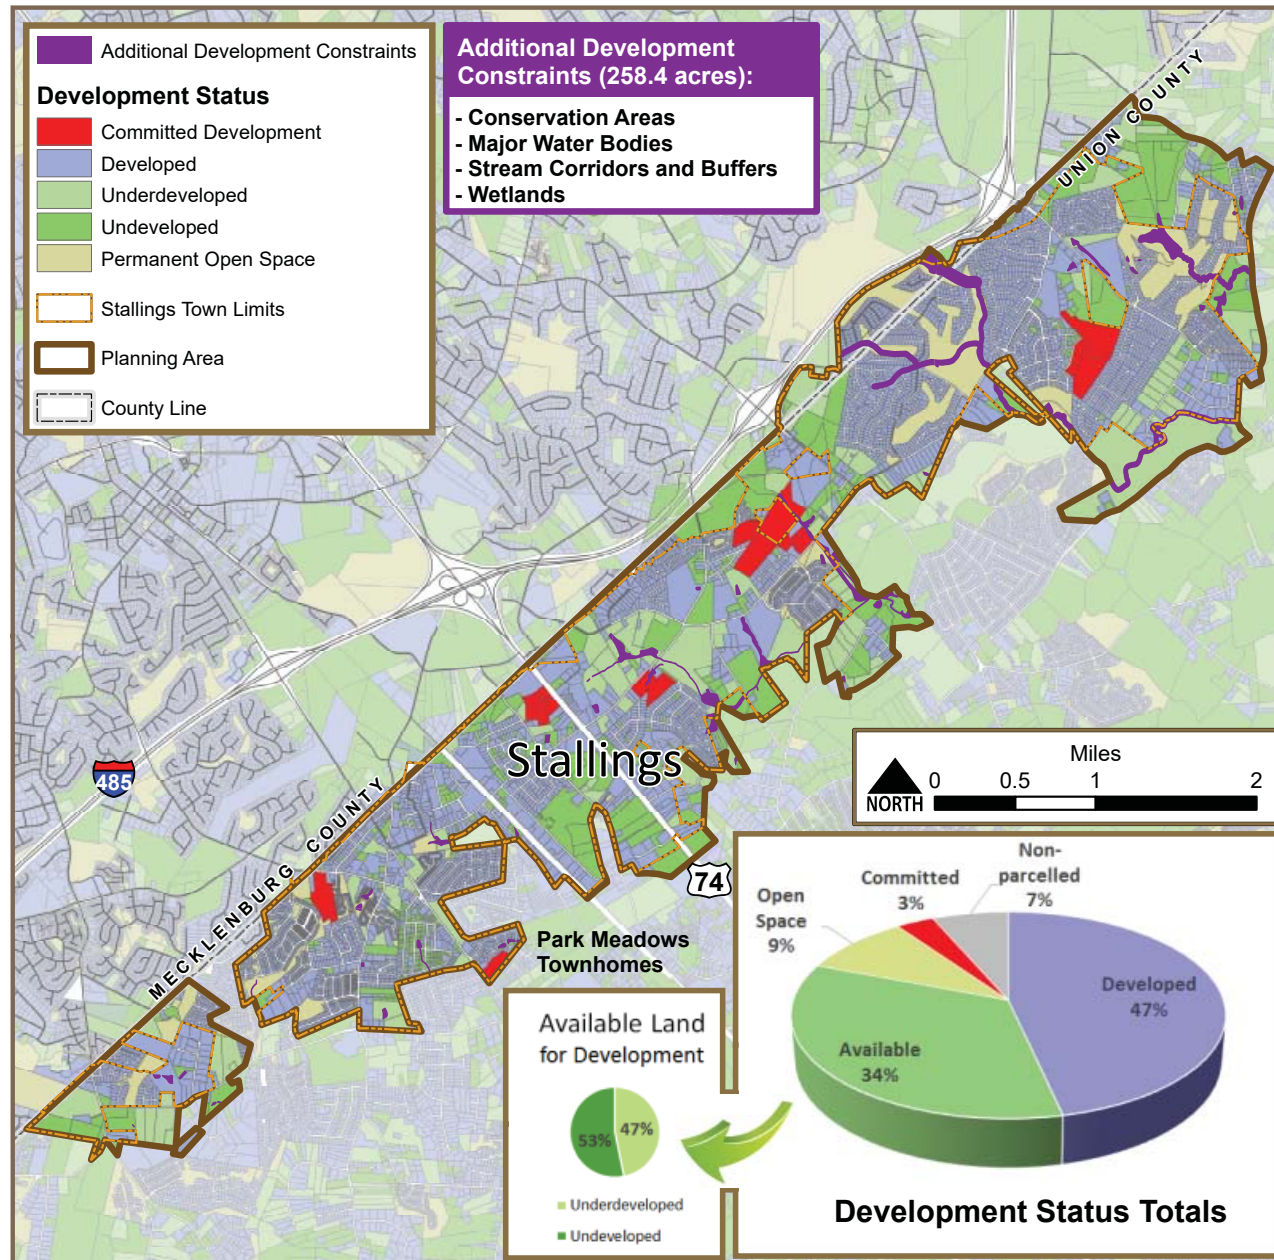 Additional Development Constraints
Development Status
Committed Development
Developed
Underdeveloped
Undeveloped
Permanent Open Space
Stallings Town Limits
Planning Area
County Line
Additional Development
Constraints (258.4 acres):
- Conservation Areas
- Major Water Bodies
- Stream Corridors and Buffers
- Wetlands
UNION COUNTY
MECKLENBURG COUNTY
485
Stallings
74
Park Meadows
Townhomes
Miles
0 0.5 1 2
NORTH
Available Land
for Development
53% 47%
Underdeveloped
Undeveloped
Non-
parcelled
7%
Committed
3%
Open
Space
9%
Developed
47%
Available
34%
Development Status Totals